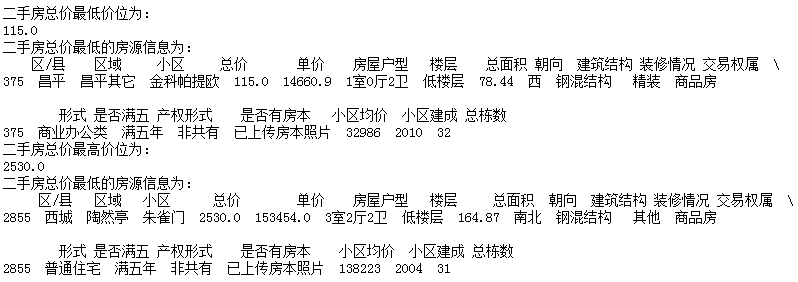 二手房总价最低价位为:
115.0
二手房总价最低的房源信息为:
区/县 区域 小区 总价 单价 房屋户型 楼层 总面积 朝向 建筑结构 装修情况 交易权属 \
375 昌平 昌平其它 金科帕提欧 115.0 14660.9 1室0厅2卫 低楼层 78.44 西 钢混结构 精装 商品房
形式 是否满五 产权形式 是否有房本 小区均价 小区建成 总栋数
375 商业办公类 满五年 非共有 已上传房本照片 32986 2010 32
二手房总价最高价位为:
2530.0
二手房总价最低的房源信息为:
区/县 区域 小区 总价 单价 房屋户型 楼层 总面积 朝向 建筑结构 装修情况 交易权属 \
2855 西城 陶然亭 朱雀门 2530.0 153454.0 3室2厅2卫 低楼层 164.87 南北 钢混结构 其他 商品房
形式 是否满五 产权形式 是否有房本 小区均价 小区建成 总栋数
2855 普通住宅 满五年 非共有 已上传房本照片 138223 2004 31